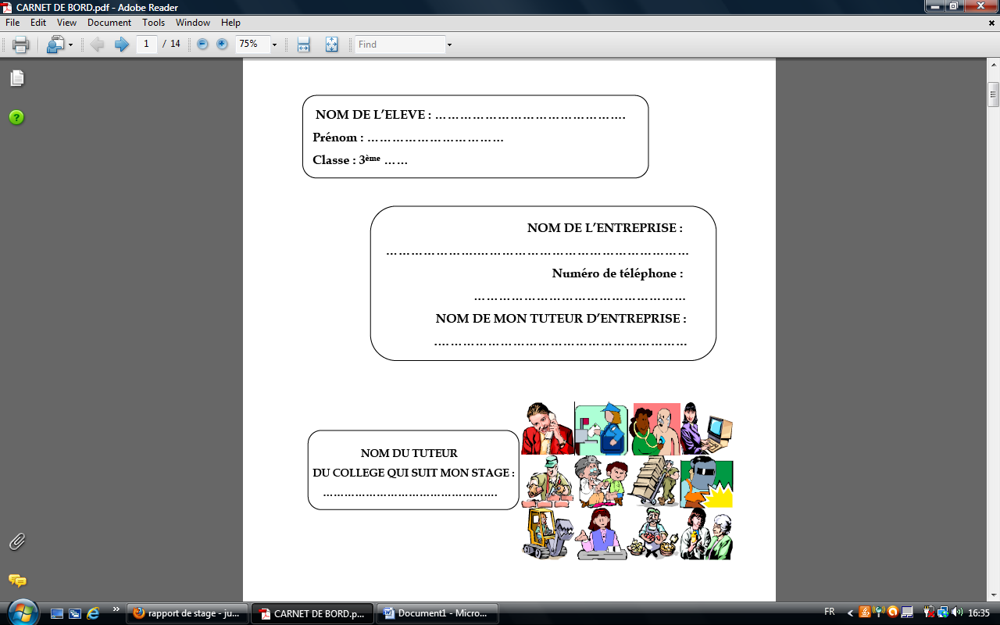 CARNET DE BORD.pdf - Adobe Reader
File Edit View Document Tools Window Help
1 / 14 75% Find
NOM DE L’ELEVE : ……………………………………….
Prénom : ……………………………
Classe : 3ème ……
NOM DE L’ENTREPRISE :
………………….……………………………………………
Numéro de téléphone :
……………………………………………
NOM DE MON TUTEUR D’ENTREPRISE :
.……………………………………………………
NOM DU TUTEUR
DU COLLEGE QUI SUIT MON STAGE :
………………………………………….
rapport de stage - ju... CARNET DE BORD.p... Document1 - Micro... FR 16:35